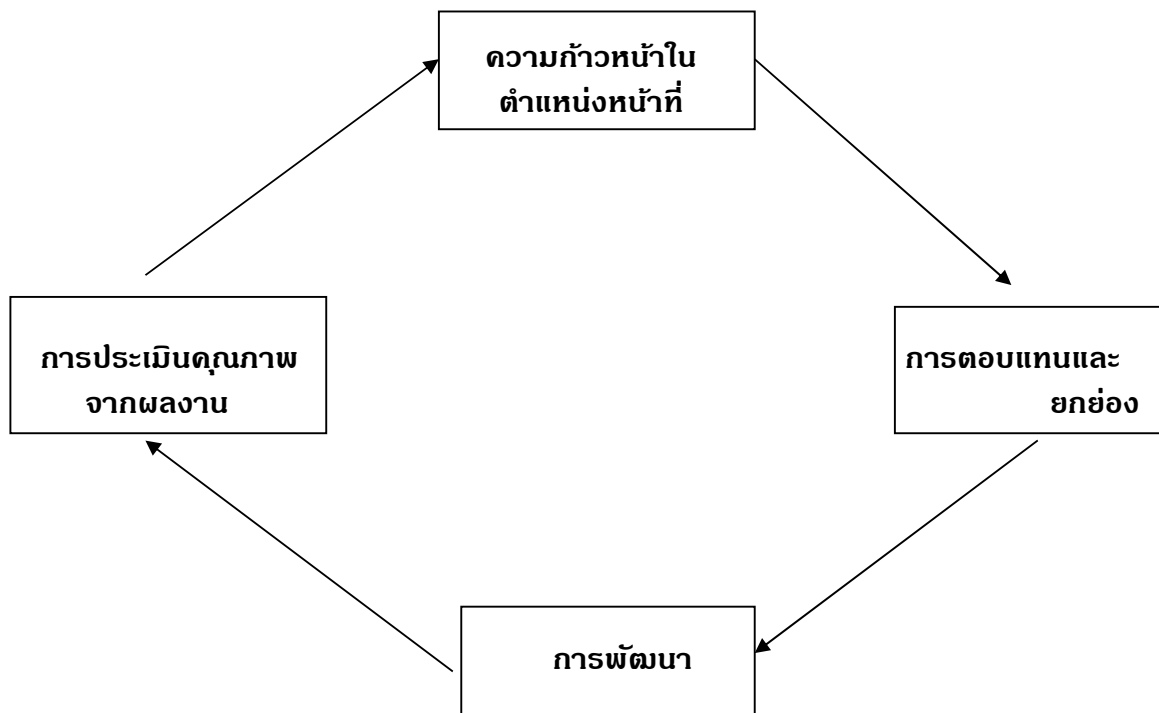 ความก้าวหน้าใน
ตำแหน่งหน้าที่
การประเมินคุณภาพ
จากผลงาน
การตอบแทนและ
ยกย่อง
การพัฒนา